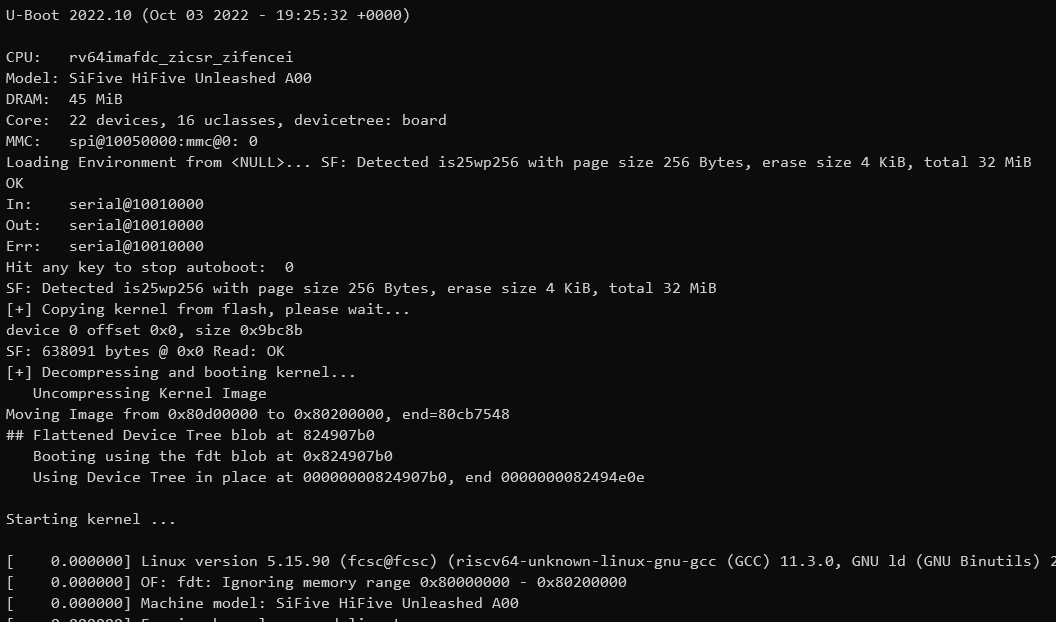 U-Boot 2022.10 (Oct 03 2022 - 19:25:32 +0000)
CPU:   rv64imafdc_zicsr_zifencei
Model: SiFive HiFive Unleashed A00
DRAM:  45 MiB
Core:  22 devices, 16 uclasses, devicetree: board
MMC:   spi@10050000:mmc@0: 0
Loading Environment from <NULL>... SF: Detected is25wp256 with page size 256 Bytes, erase size 4 KiB, total 32 MiB
OK
In:    serial@10010000
Out:   serial@10010000
Err:   serial@10010000
Hit any key to stop autoboot:  0
SF: Detected is25wp256 with page size 256 Bytes, erase size 4 KiB, total 32 MiB
[+] Copying kernel from flash, please wait...
device 0 offset 0x0, size 0x9bc8b
SF: 638091 bytes @ 0x0 Read: OK
[+] Decompressing and booting kernel...
   Uncompressing Kernel Image
Moving Image from 0x80d00000 to 0x80200000, end=80cb7548
## Flattened Device Tree blob at 824907b0
   Booting using the fdt blob at 0x824907b0
   Using Device Tree in place at 00000000824907b0, end 0000000082494e0e
Starting kernel ...
[    0.000000] Linux version 5.15.90 (fcsc@fcsc) (riscv64-unknown-linux-gnu-gcc (GCC) 11.3.0, GNU ld (GNU Binutils) 2
[    0.000000] OF: fdt: Ignoring memory range 0x80000000 - 0x80200000
[    0.000000] Machine model: SiFive HiFive Unleashed A00